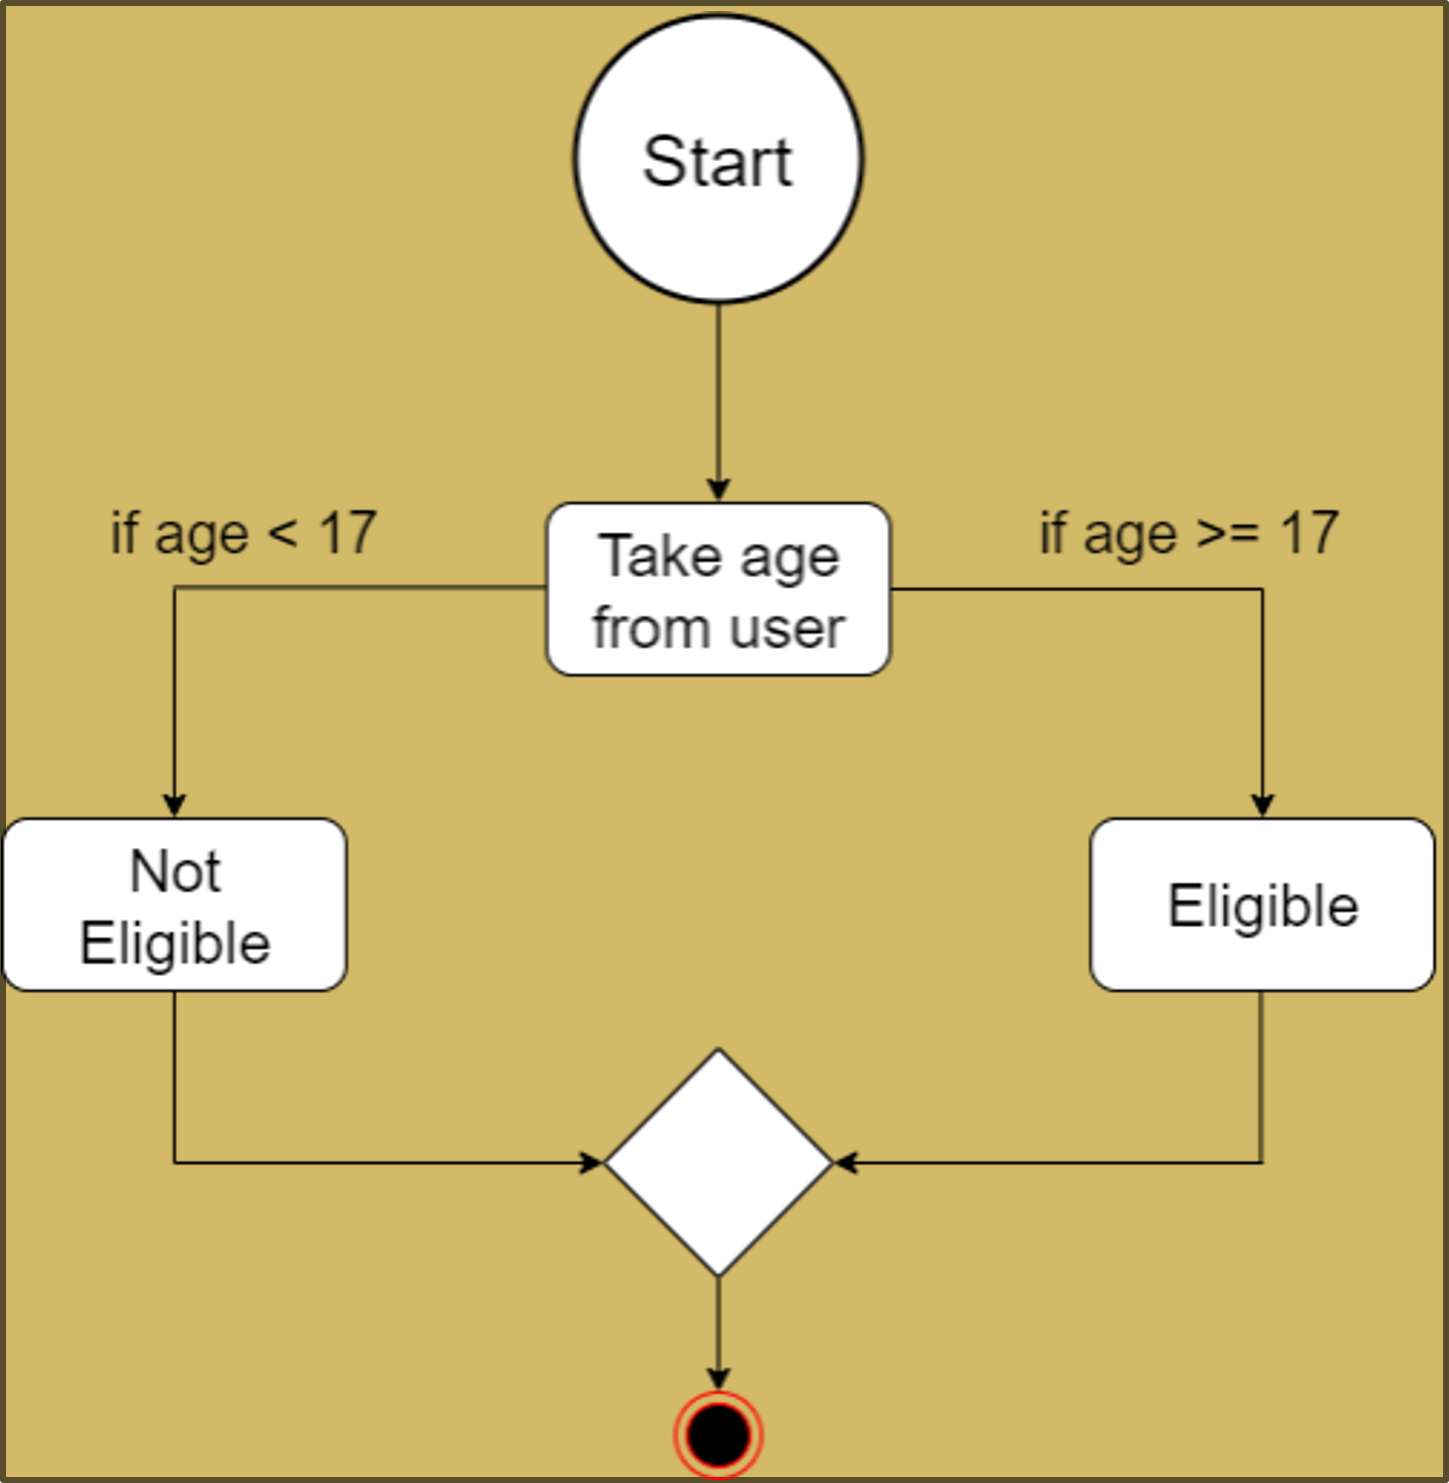 Start
if age < 17
if age >= 17
Take age
from user
Not
Eligible
Eligible